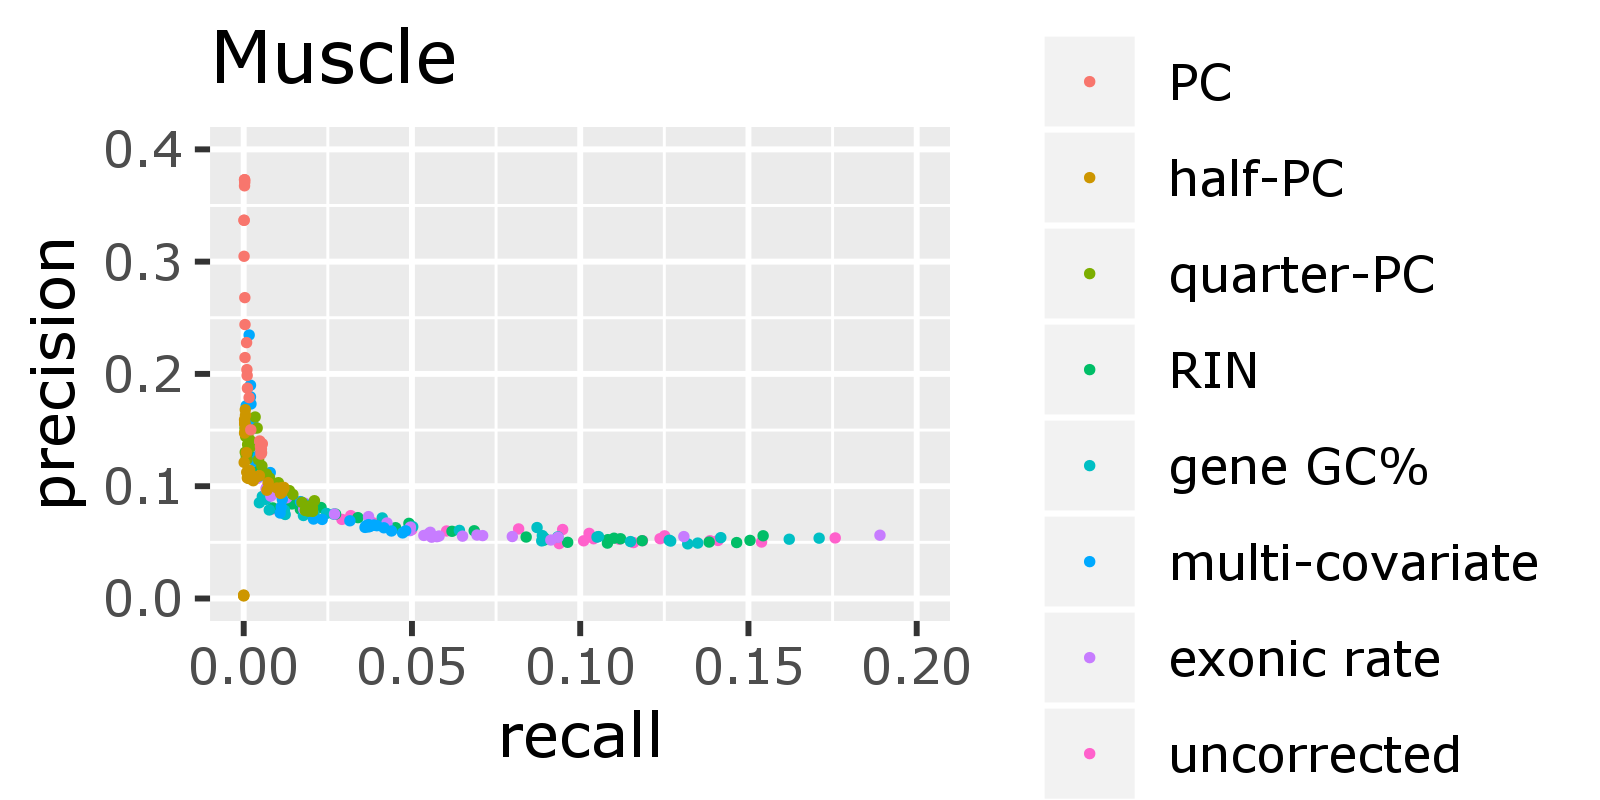 Muscle
precision
0.4
0.3
0.2
0.1
0.0
0.00 0.05 0.10 0.15 0.20
recall
PC
half-PC
quarter-PC
RIN
gene GC%
multi-covariate
exonic rate
uncorrected